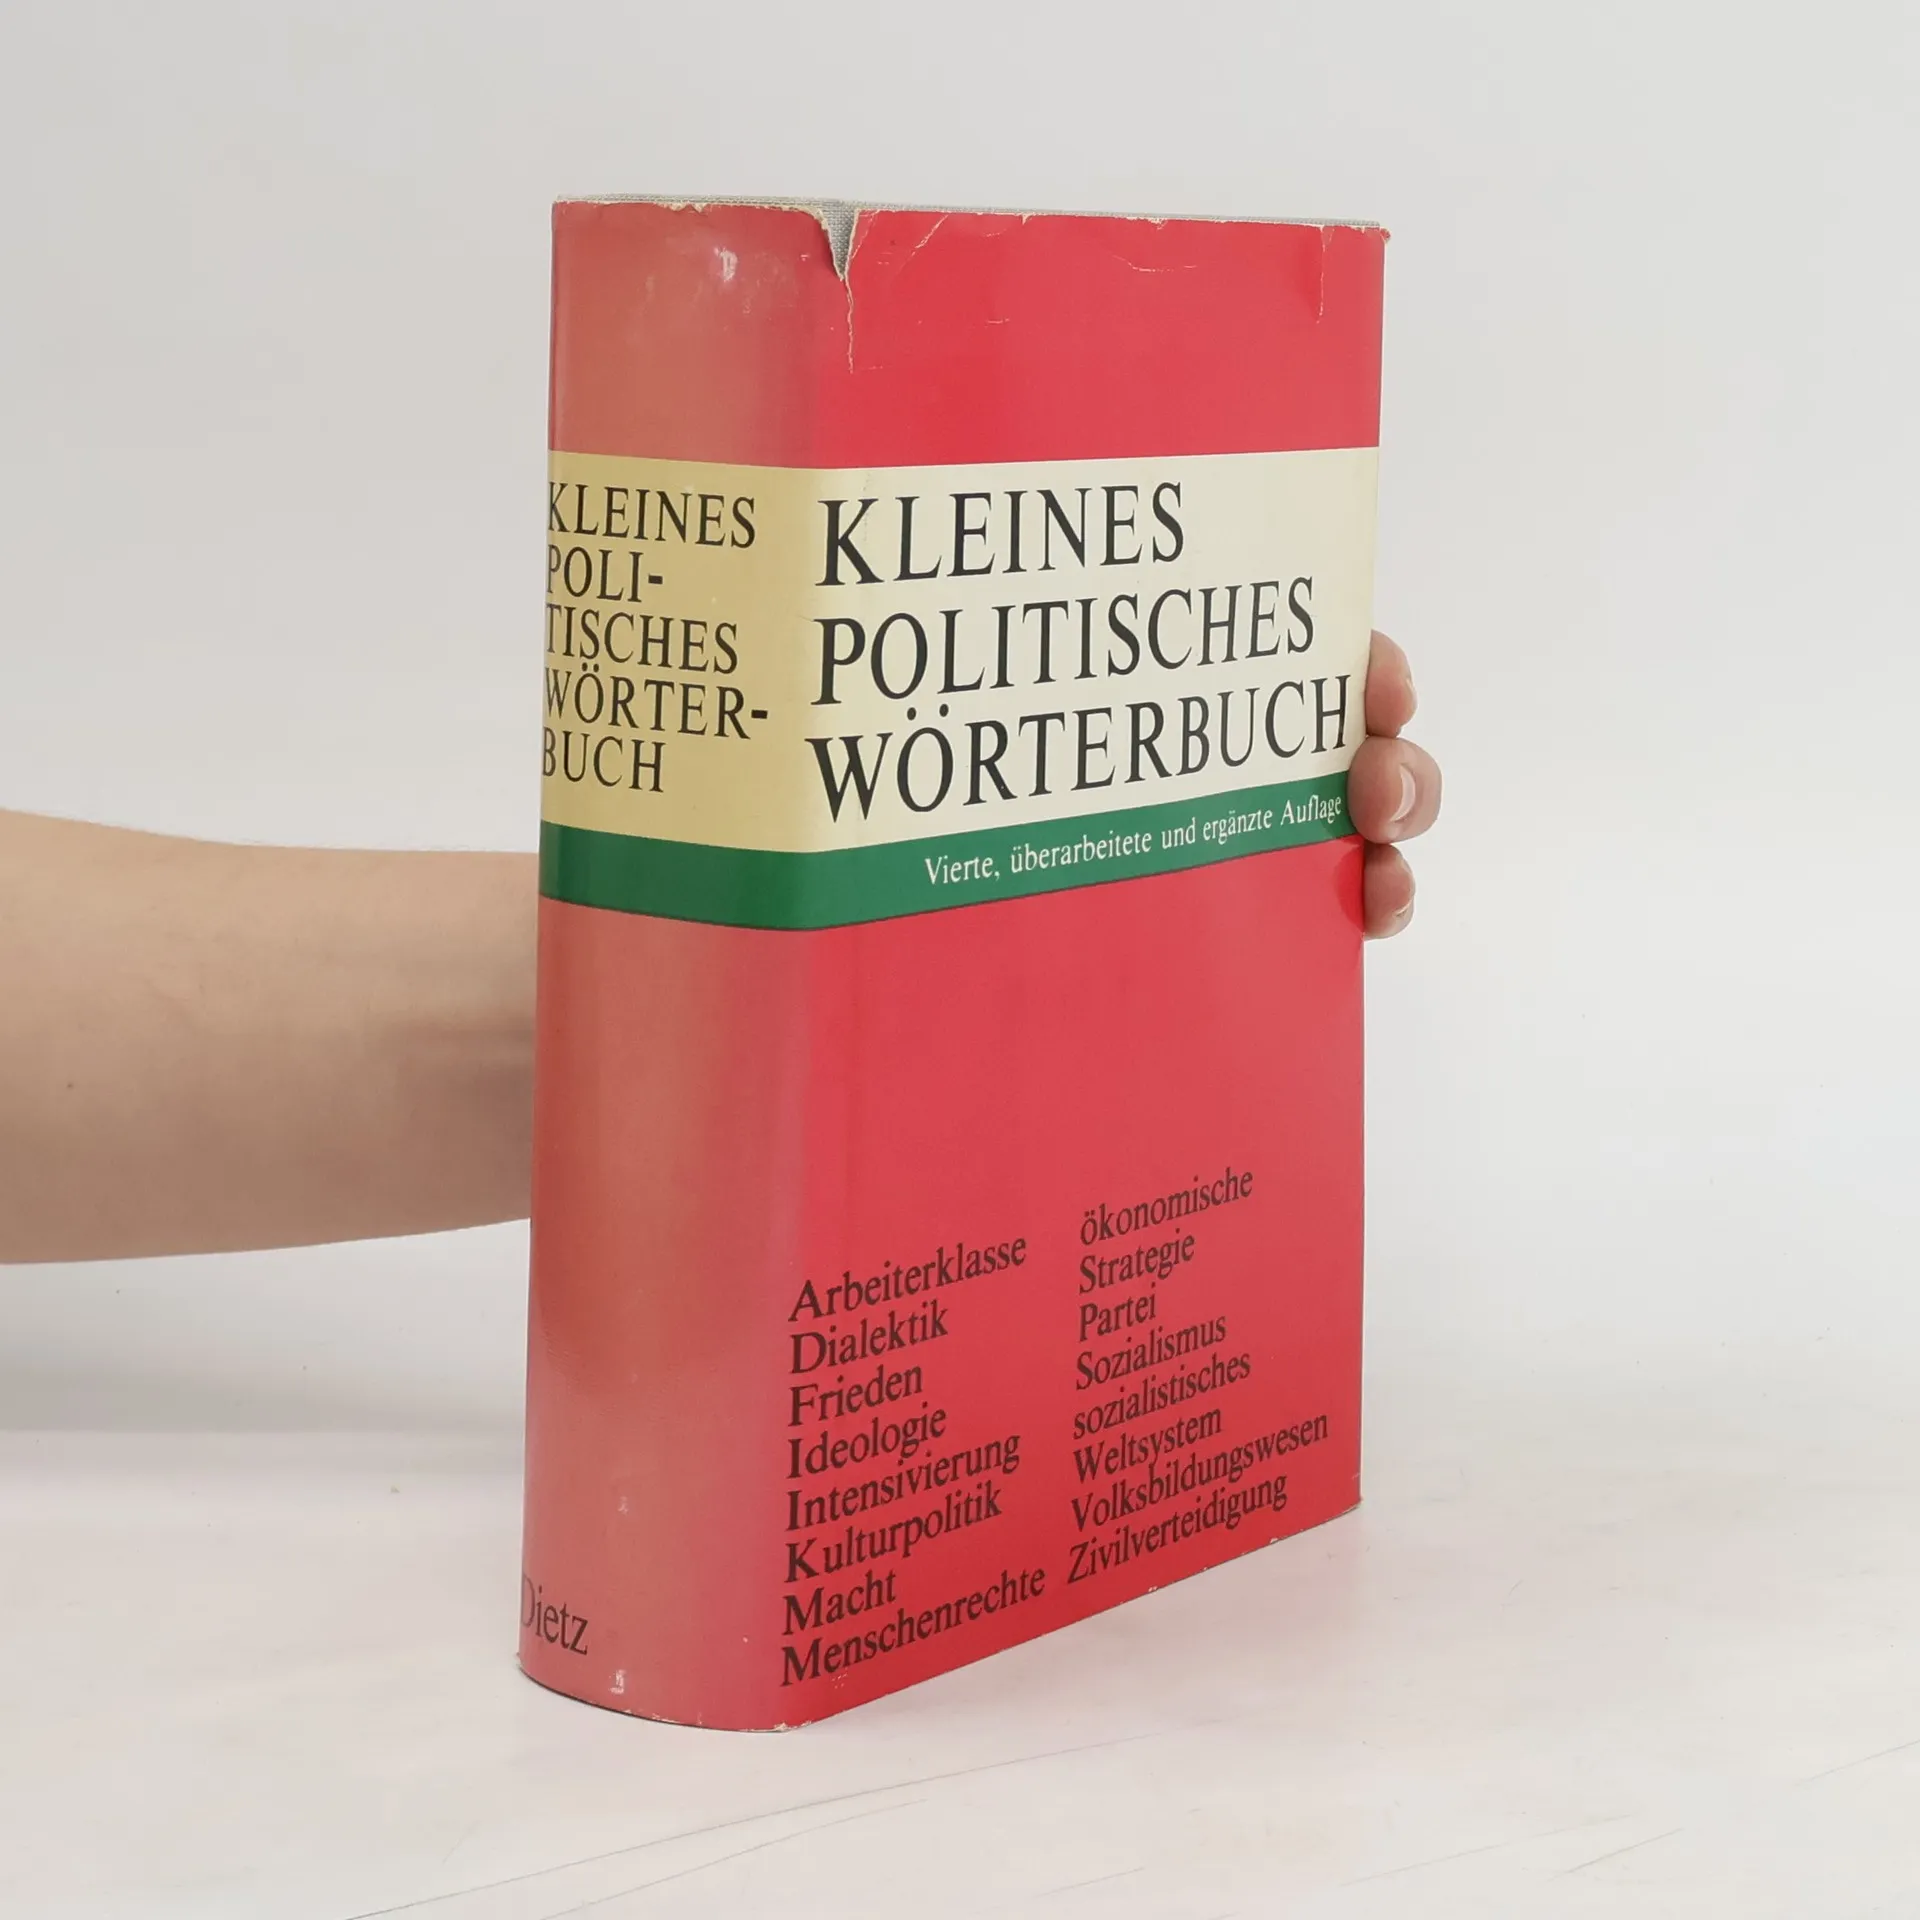 KLEINES
POLI-
TISCHES
WÖRTER-
BUCH
Dietz
KLEINES
POLITISCHES
WÖRTERBUCH
Vierte, überarbeitete und ergänzte Auflage
Arbeiterklasse
Dialektik
Frieden
Ideologie
Intensivierung
Kulturpolitik
Macht
Menschenrechte
ökonomische
Strategie
Partei
Sozialismus
sozialistisches
Weltsystem
Volksbildungswesen
Zivilverteidigung